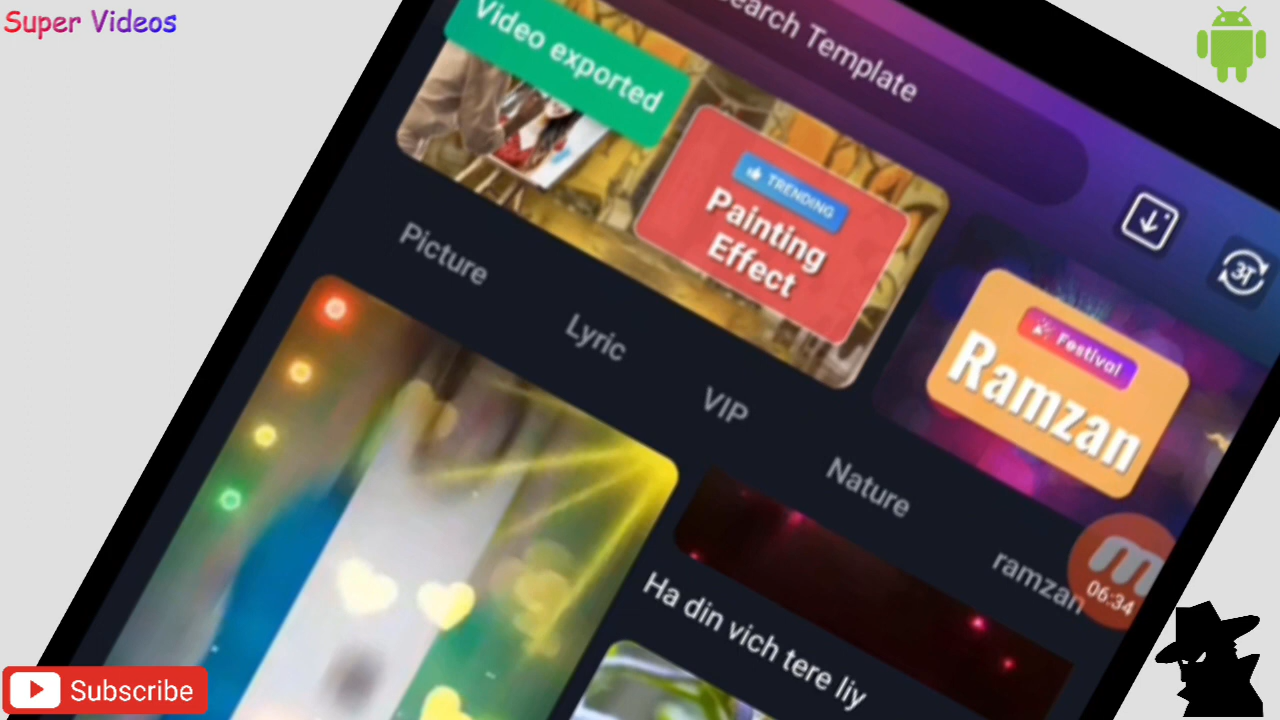 Super Videos
Search Template
Video exported
TRENDING
Painting
Effect
अ
Festival
Ramzan
Picture
Lyric
VIP
Nature
ramzan
m
06:34
Ha din vich tere liy
Subscribe